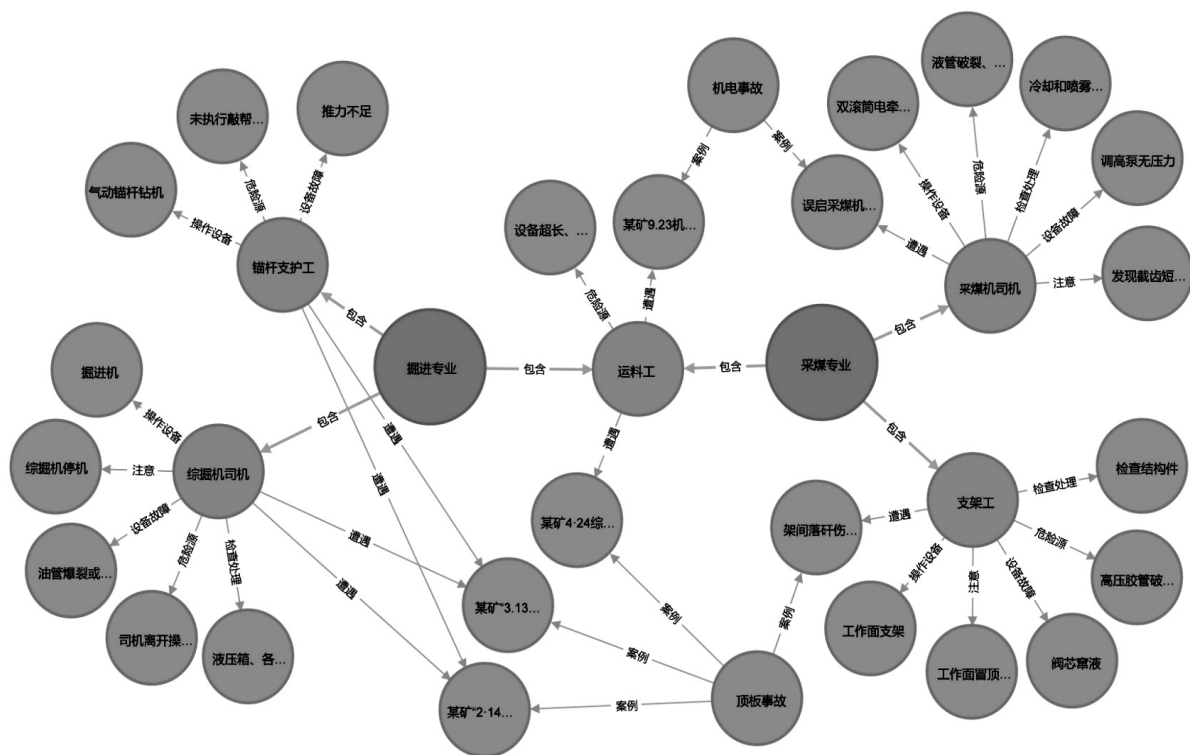 液管破裂、…
冷却和喷雾…
机电事故
双滚筒电牵…
推力不足
未执行敲帮…
案例
案例
危险源
检查处理
调高泵无压力
气动锚杆钻机
危险源
设备故障
操作设备
设备故障
误启采煤机…
某矿9.23机…
设备超长、…
操作设备
遭遇
锚杆支护工
采煤机司机
注意
发现截齿短…
危险源
遭遇
包含
包含
掘进专业
包含
运料工
包含
采煤专业
掘进机
操作设备
包含
遭遇
遭遇
包含
综掘机停机
注意
综掘机司机
遭遇
检查结构件
检查处理
支架工
遭遇
架间落矸伤…
某矿4·24综…
设备故障
危险源
检查处理
遭遇
操作设备
注意
设备故障
危险源
油管爆裂或…
高压胶管破…
遭遇
某矿“3.13…
案例
案例
工作面支架
司机离开操…
液压箱、各…
案例
阀芯窜液
工作面冒顶…
某矿“2·14…
案例
顶板事故